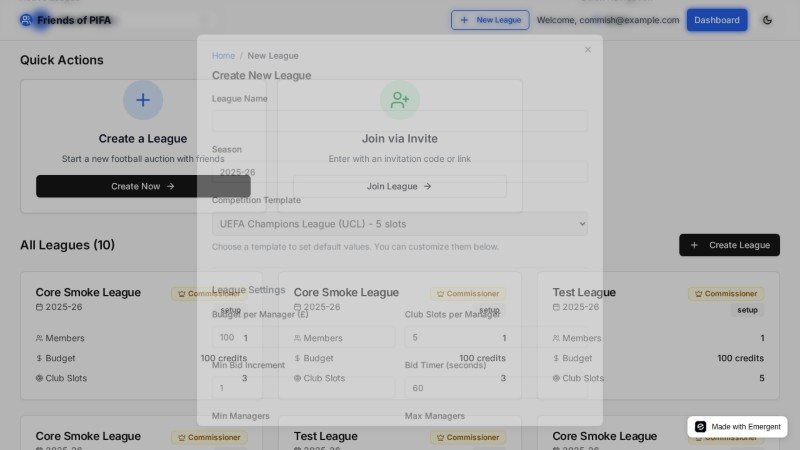 Friends of PIFA
New League
Welcome, commish@example.com
Dashboard
Quick Actions
Create a League
Start a new football auction with friends
Create Now
Join via Invite
Enter with an invitation code or link
Join League
Home / New League
Create New League
League Name
Season
2025-26
Competition Template
UEFA Champions League (UCL) - 5 slots
Choose a template to set default values. You can customize them below.
League Settings
Budget per Manager (£)
100
Club Slots per Manager
5
Min Bid Increment
1
Bid Timer (seconds)
60
Min Managers
Max Managers
All Leagues (10)
Create League
Core Smoke League
Commissioner
2025-26
setup
Members 1
Budget 100 credits
Club Slots 3
Core Smoke League
Commissioner
2025-26
setup
Members 1
Budget 100 credits
Club Slots 3
Test League
Commissioner
2025-26
setup
Members 1
Budget 100 credits
Club Slots 5
Core Smoke League
Commissioner
2025-26
Test League
Commissioner
2025-26
Core Smoke League
2025-26
Made with Emergent